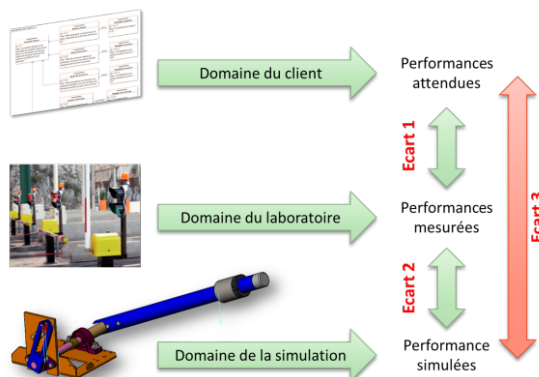 Domaine du client
Performances
attendues
Ecart 1
Ecart 3
Domaine du laboratoire
Performances
mesurées
Ecart 2
Domaine de la simulation
Performance
simulées